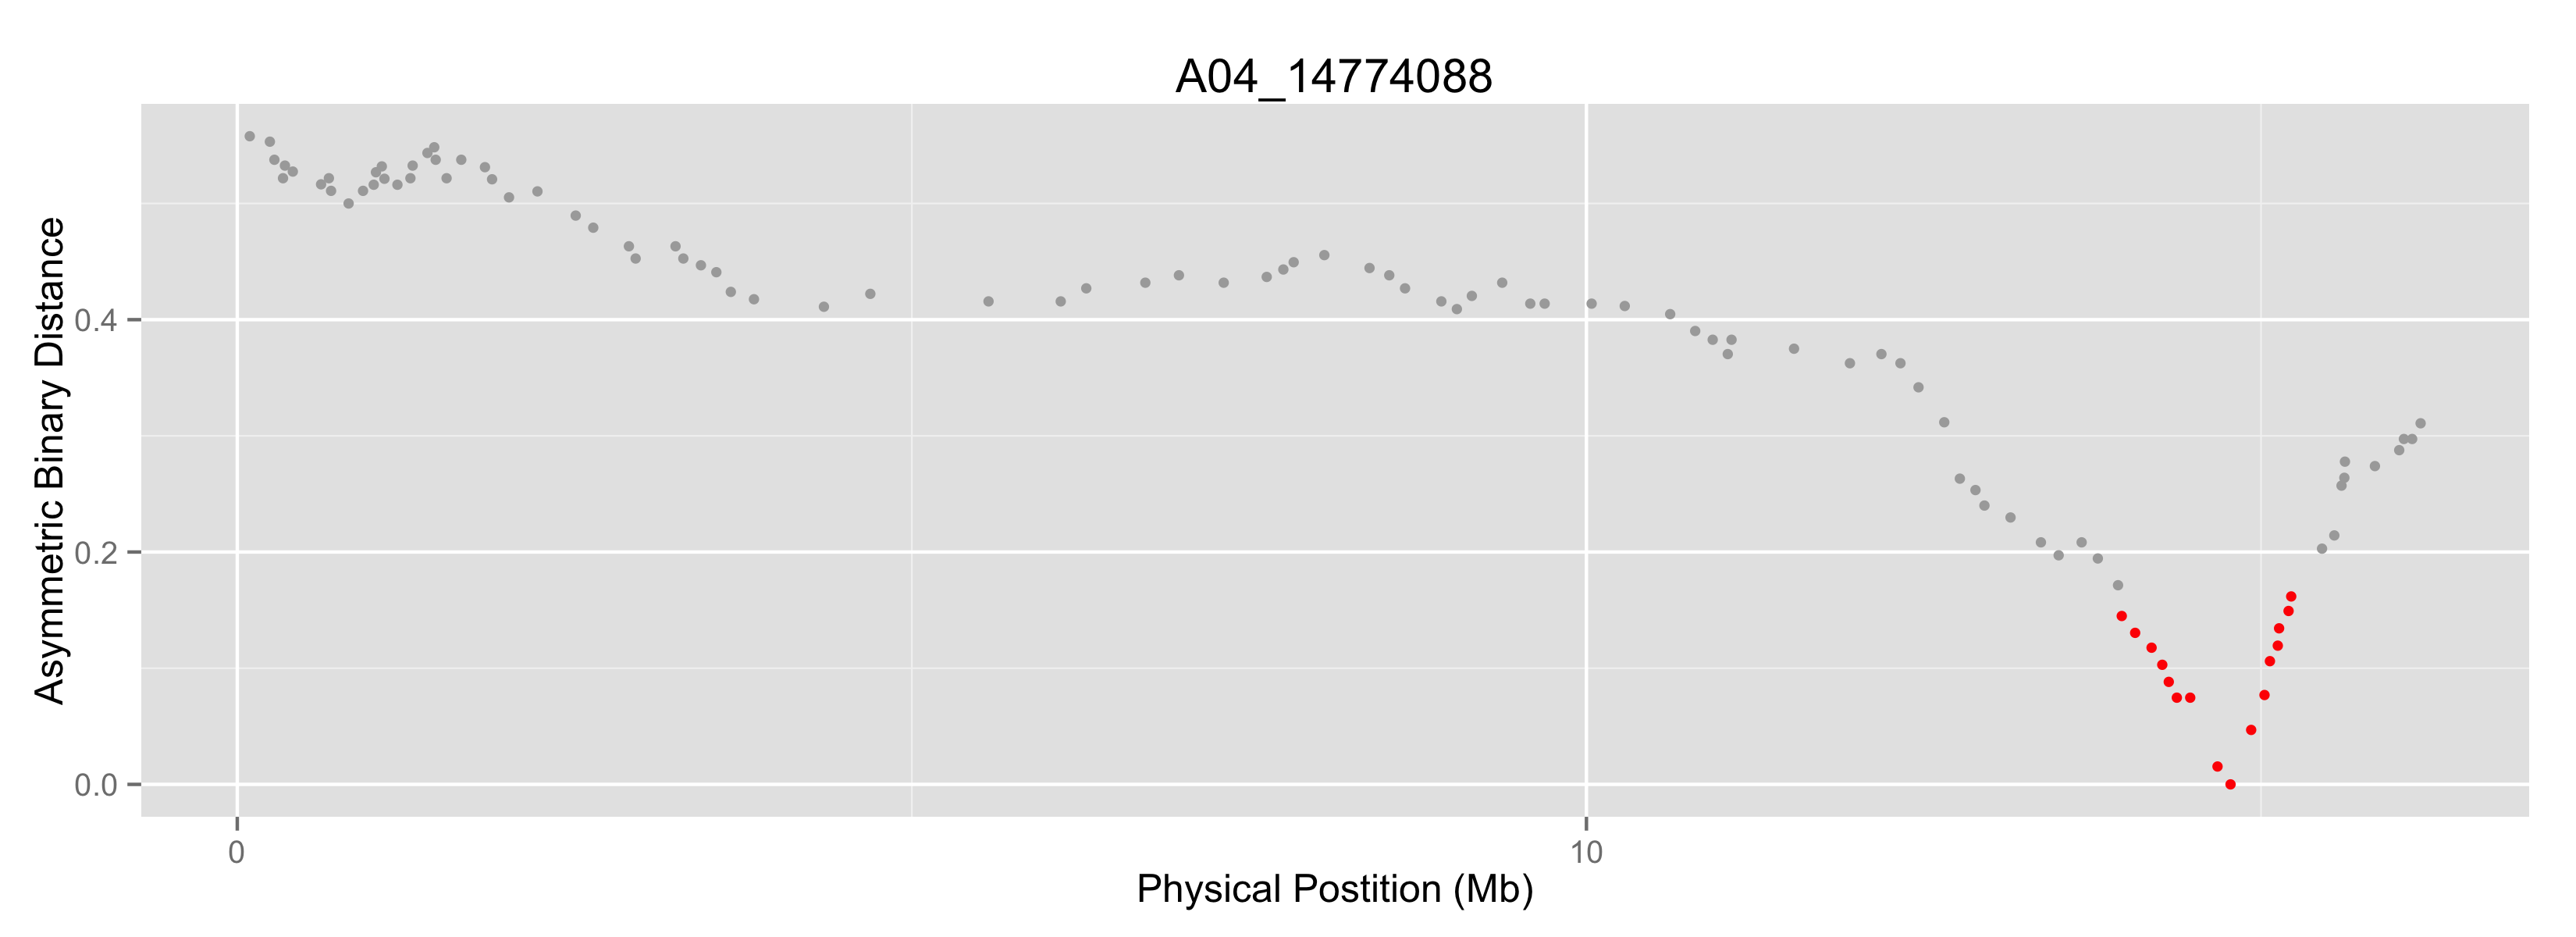 A04_14774088
Asymmetric Binary Distance
0.4
0.2
0.0
0
10
Physical Postition (Mb)